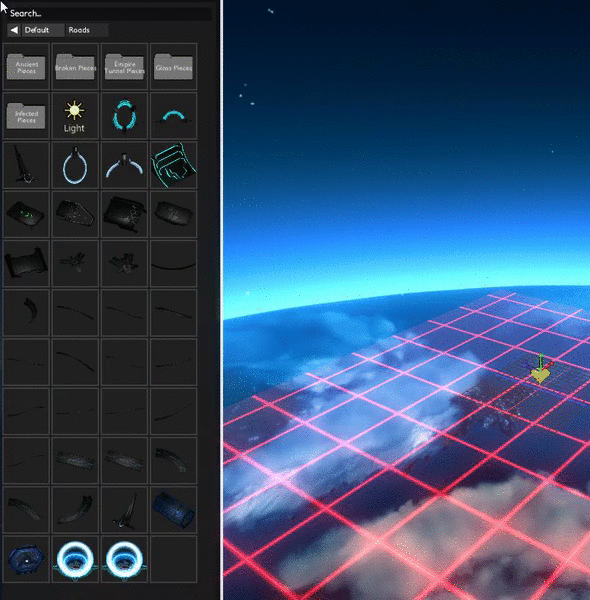 Search...
Default Roads
Ancient Pieces
Broken Pieces
Empire Tunnel Pieces
Glass Pieces
Infected Pieces
Light